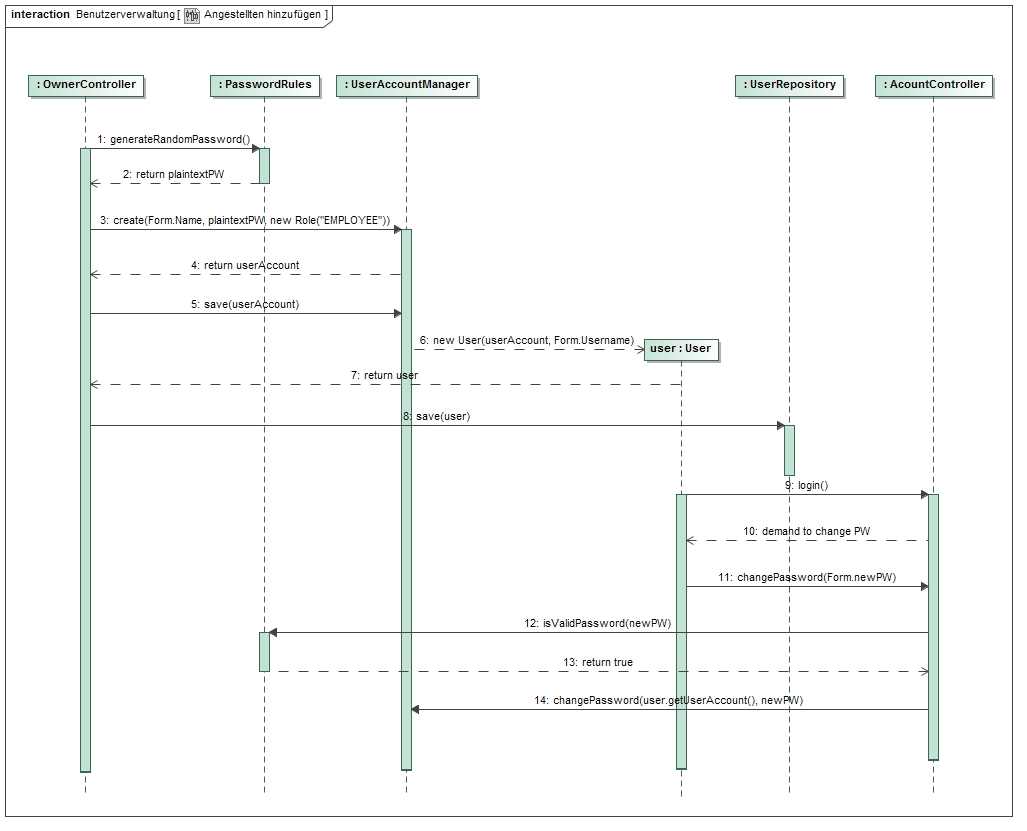 interaction Benutzerverwaltung[ Angestellten hinzufügen ]
: OwnerController
: PasswordRules
: UserAccountManager
: UserRepository
: AcountController
1: generateRandomPassword()
2: return plaintextPW
3: create(Form.Name, plaintextPW, new Role("EMPLOYEE"))
4: return userAccount
5: save(userAccount)
6: new User(userAccount, Form.Username)
user : User
7: return user
8: save(user)
9: login()
10: demand to change PW
11: changePassword(Form.newPW)
12: isValidPassword(newPW)
13: return true
14: changePassword(user.getUserAccount(), newPW)